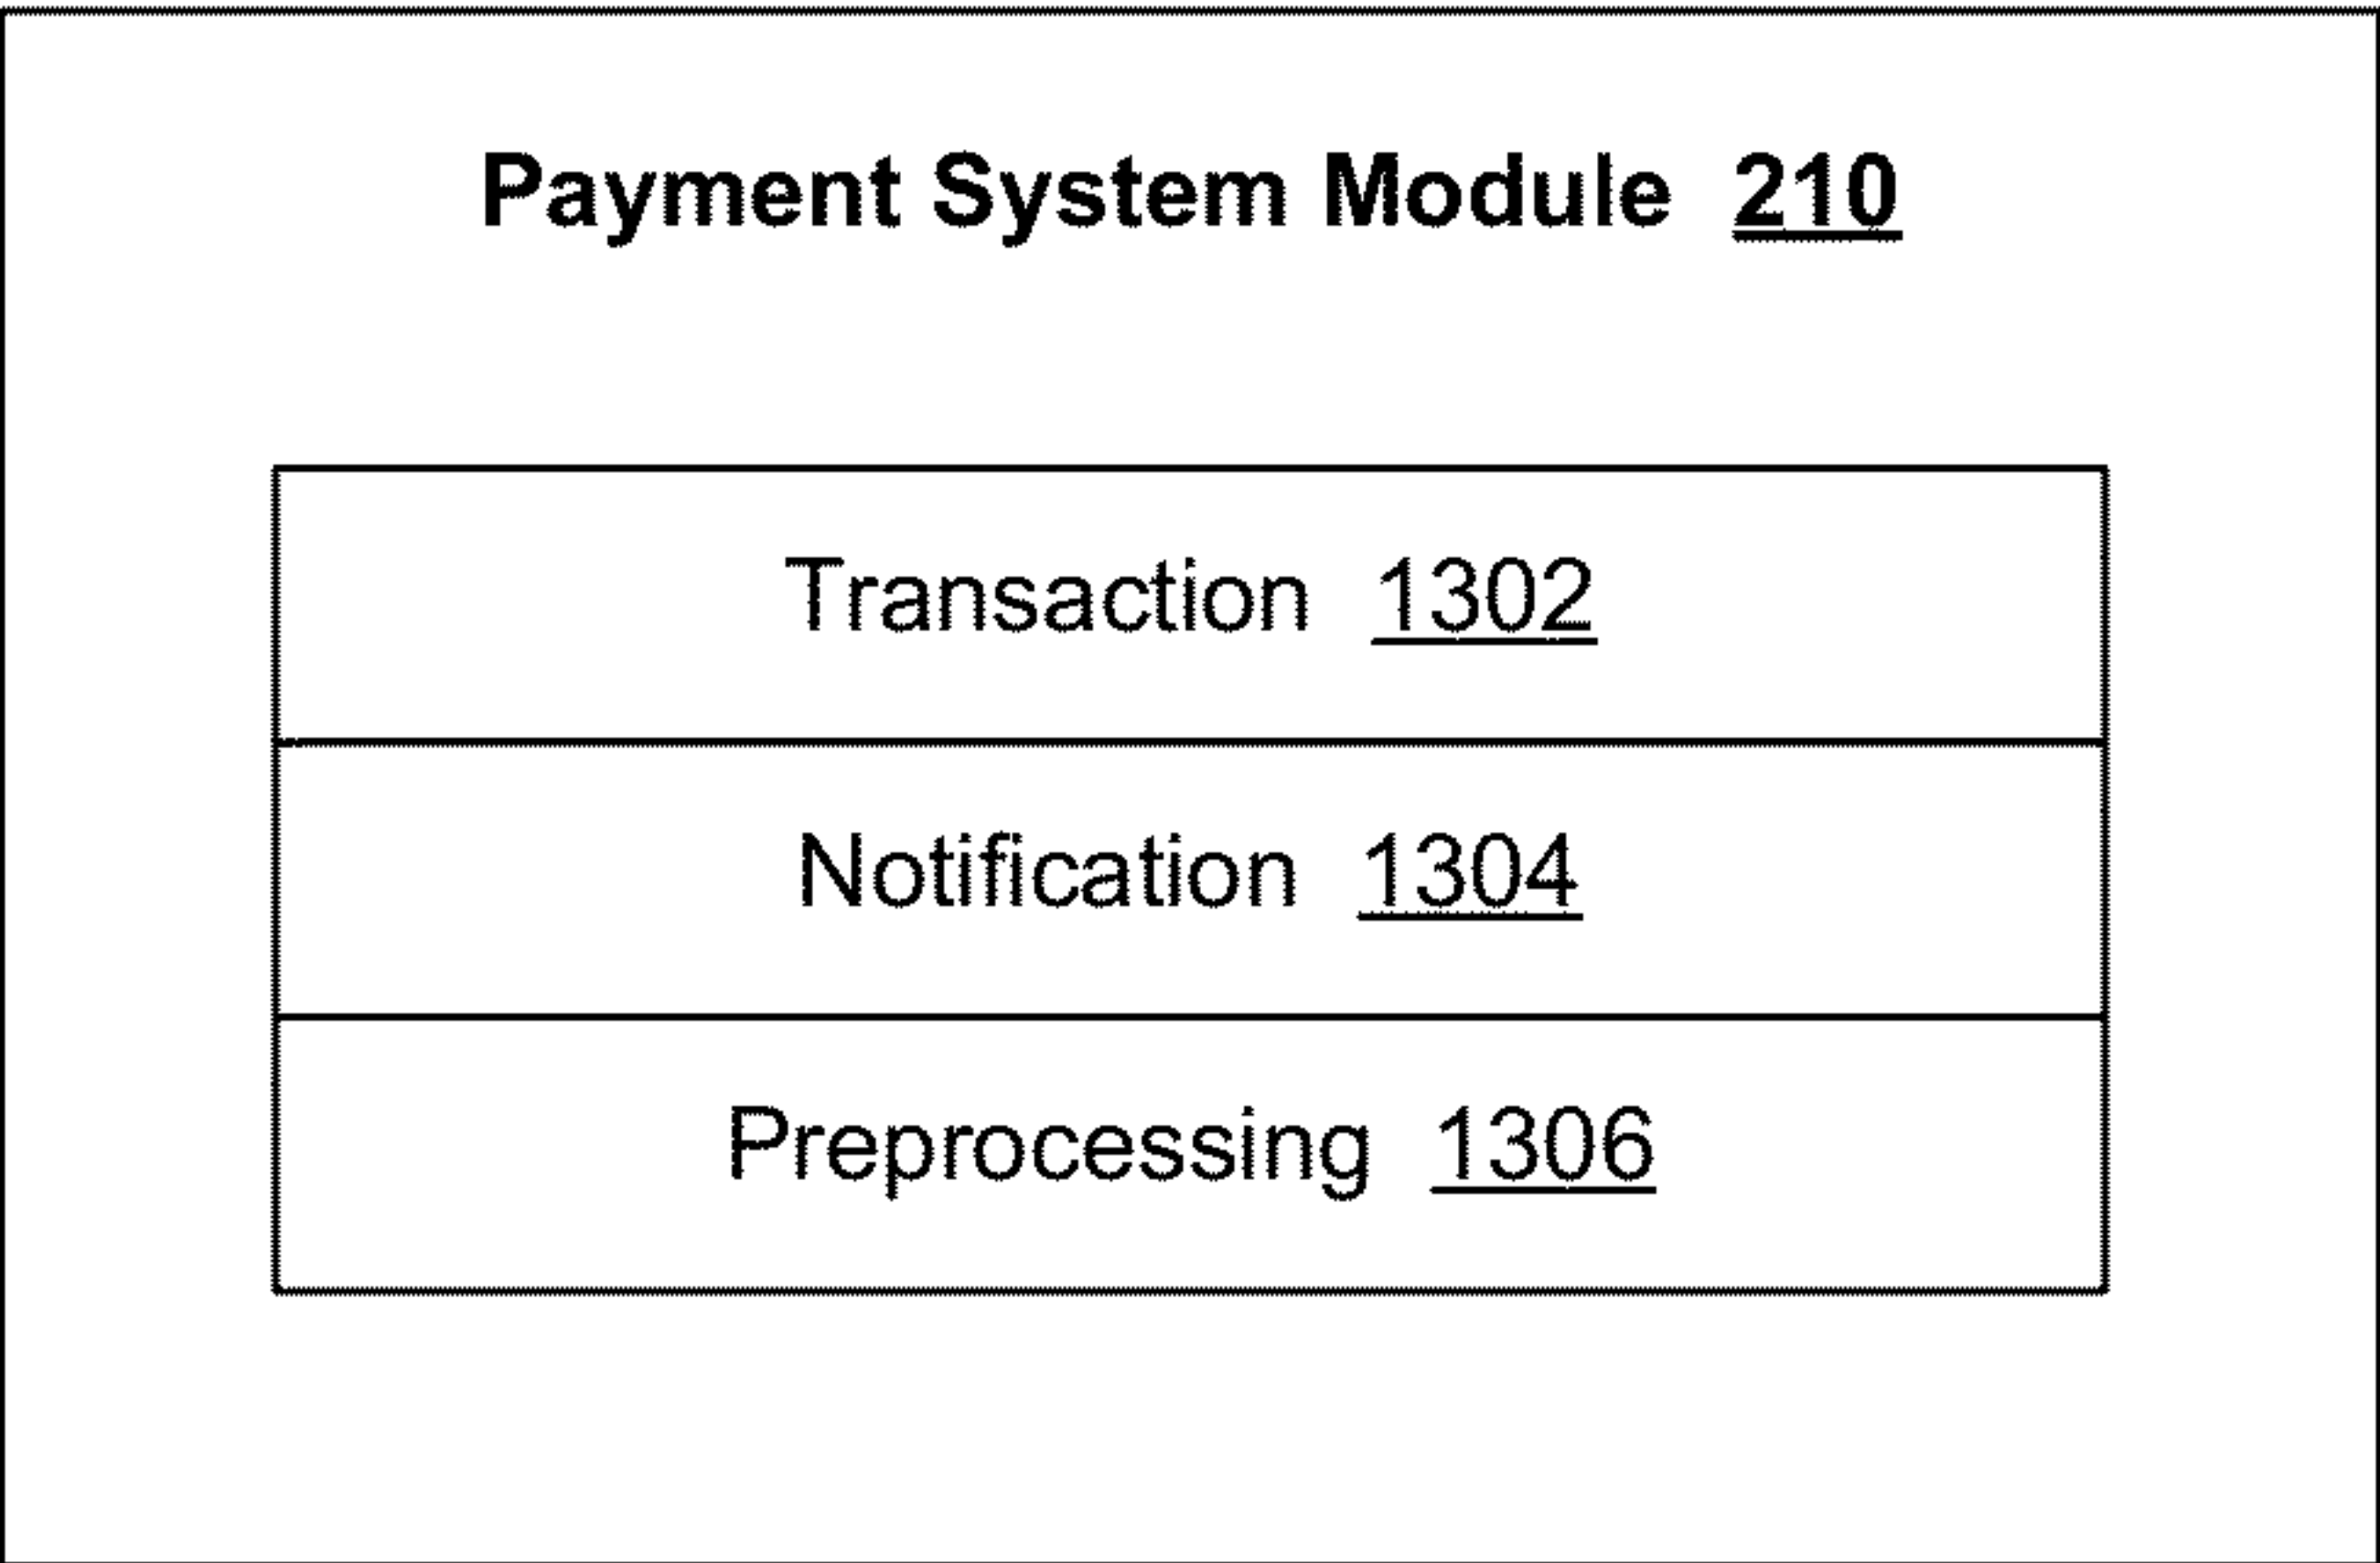 Payment System Module 210
Transaction 1302
Notification 1304
Preprocessing 1306